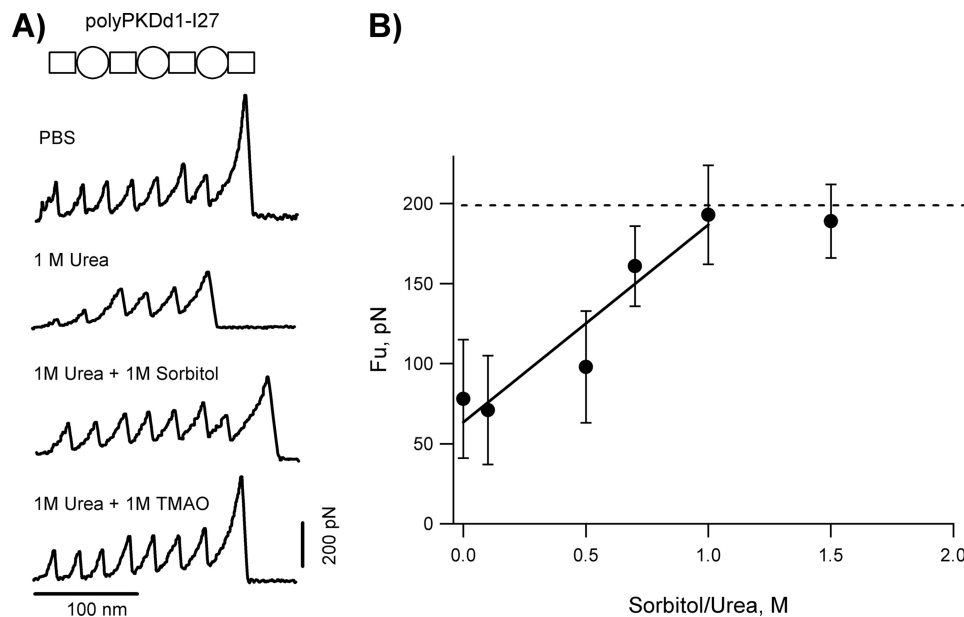 A)
polyPKDd1-I27
PBS
1 M Urea
1M Urea + 1M Sorbitol
1M Urea + 1M TMAO
200 pN
100 nm
B)
Fu, pN
200
150
100
50
0
0.0
0.5
1.0
1.5
2.0
Sorbitol/Urea, M